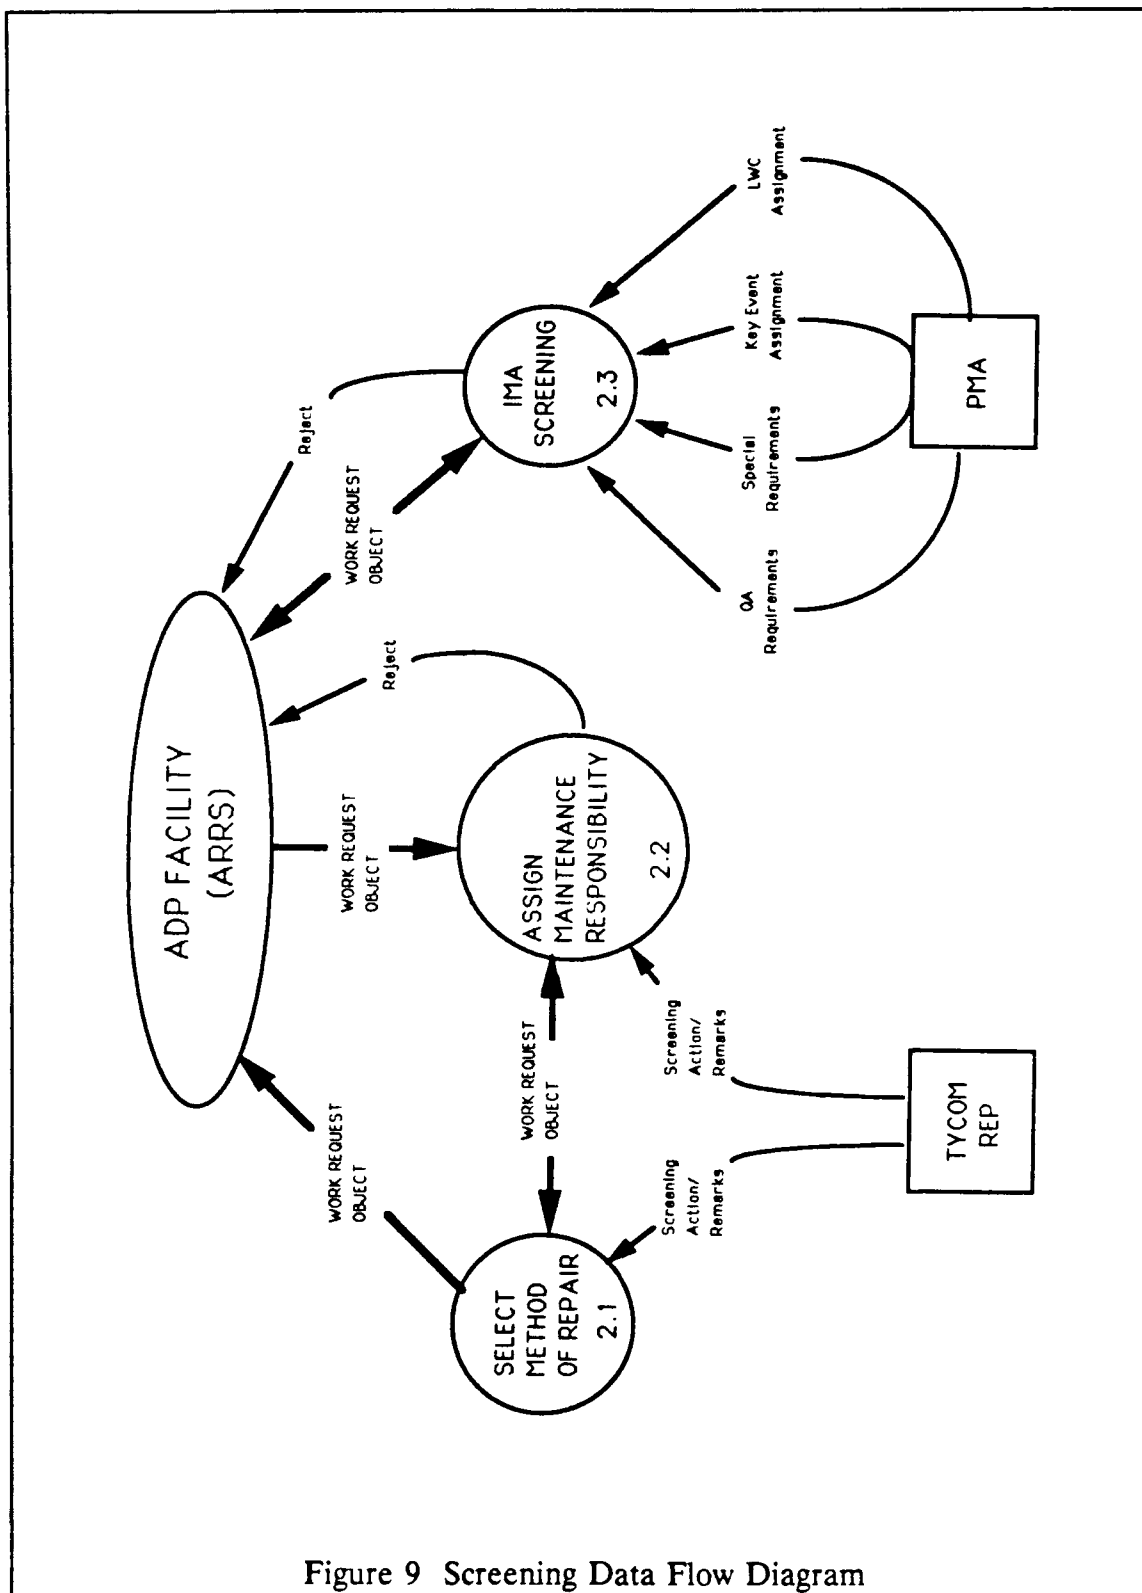 ADP FACILITY
(ARRS)
WORK REQUEST
OBJECT
WORK REQUEST
OBJECT
Reject
WORK REQUEST
OBJECT
Reject
SELECT
METHOD
OF REPAIR
2.1
WORK REQUEST
OBJECT
ASSIGN
MAINTENANCE
RESPONSIBILITY
2.2
IMA
SCREENING
2.3
Screening
Action/
Remarks
Screening
Action/
Remarks
QA
Requirements
Special
Requirements
Key Event
Assignment
LWC
Assignment
TYCOM
REP
PMA
Figure 9 Screening Data Flow Diagram